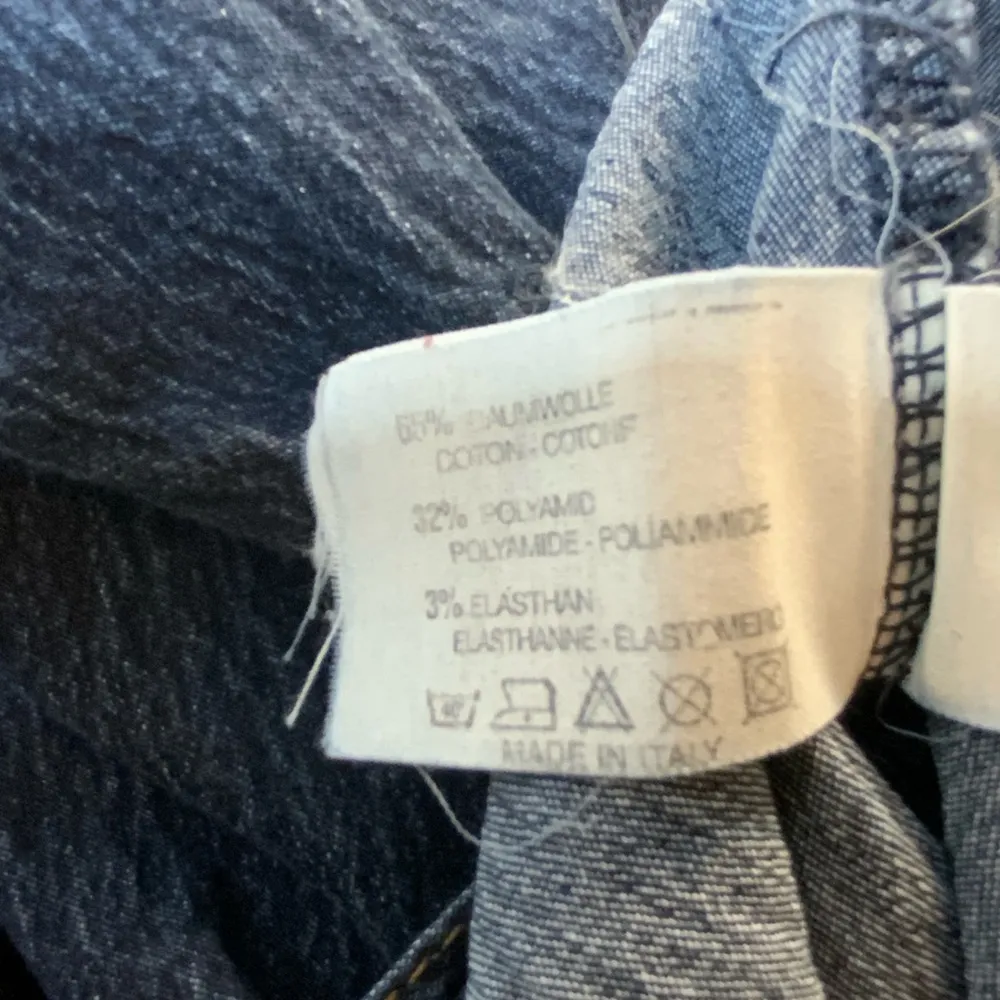 65% BAUMWOLLE
COTON - COTONE
32% POLYAMID
POLYAMIDE - POLIAMMIDE
3% ELASTHAN
ELASTHANNE - ELASTOMERO
MADE IN ITALY